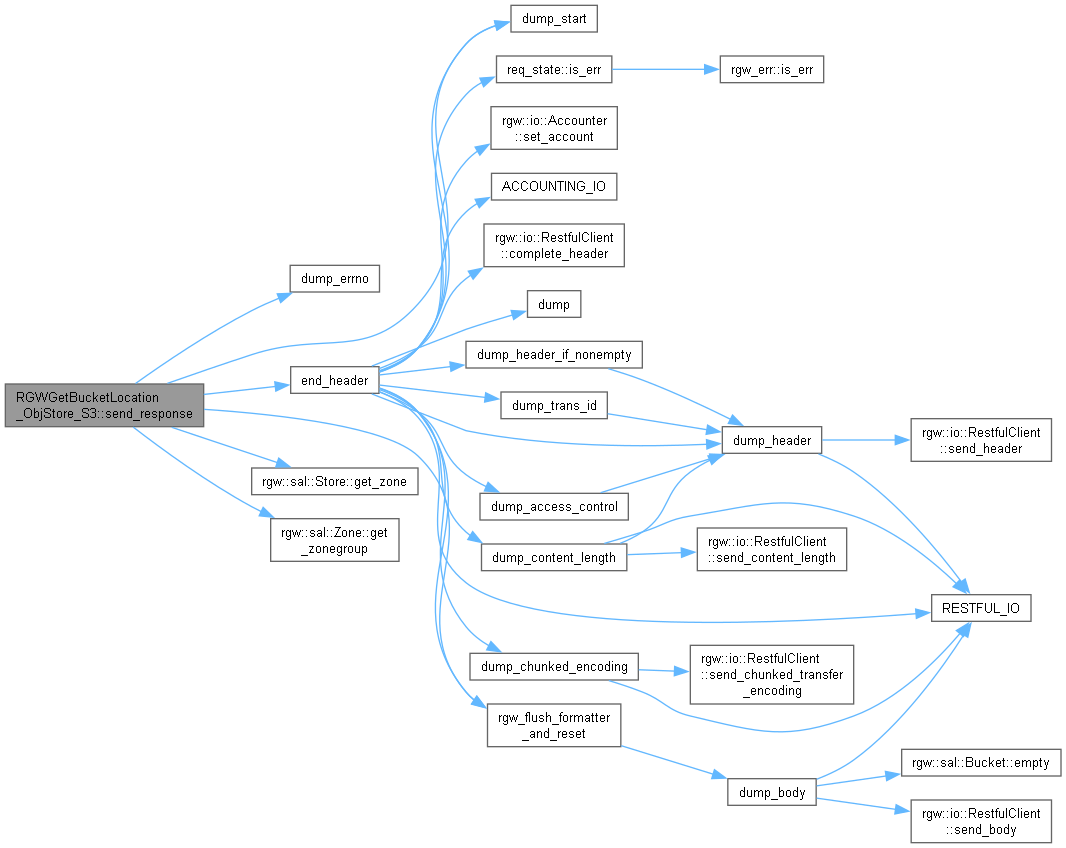 RGWGetBucketLocation
_ObjStore_S3::send_response
dump_errno
end_header
rgw::sal::Store::get_zone
rgw::sal::Zone::get
_zonegroup
dump_start
req_state::is_err
rgw::io::Accounter
::set_account
ACCOUNTING_IO
rgw::io::RestfulClient
::complete_header
dump
dump_header_if_nonempty
dump_trans_id
dump_access_control
dump_content_length
dump_chunked_encoding
rgw_flush_formatter
_and_reset
rgw_err::is_err
dump_header
rgw::io::RestfulClient
::send_content_length
rgw::io::RestfulClient
::send_chunked_transfer
_encoding
dump_body
rgw::io::RestfulClient
::send_header
RESTFUL_IO
rgw::sal::Bucket::empty
rgw::io::RestfulClient
::send_body